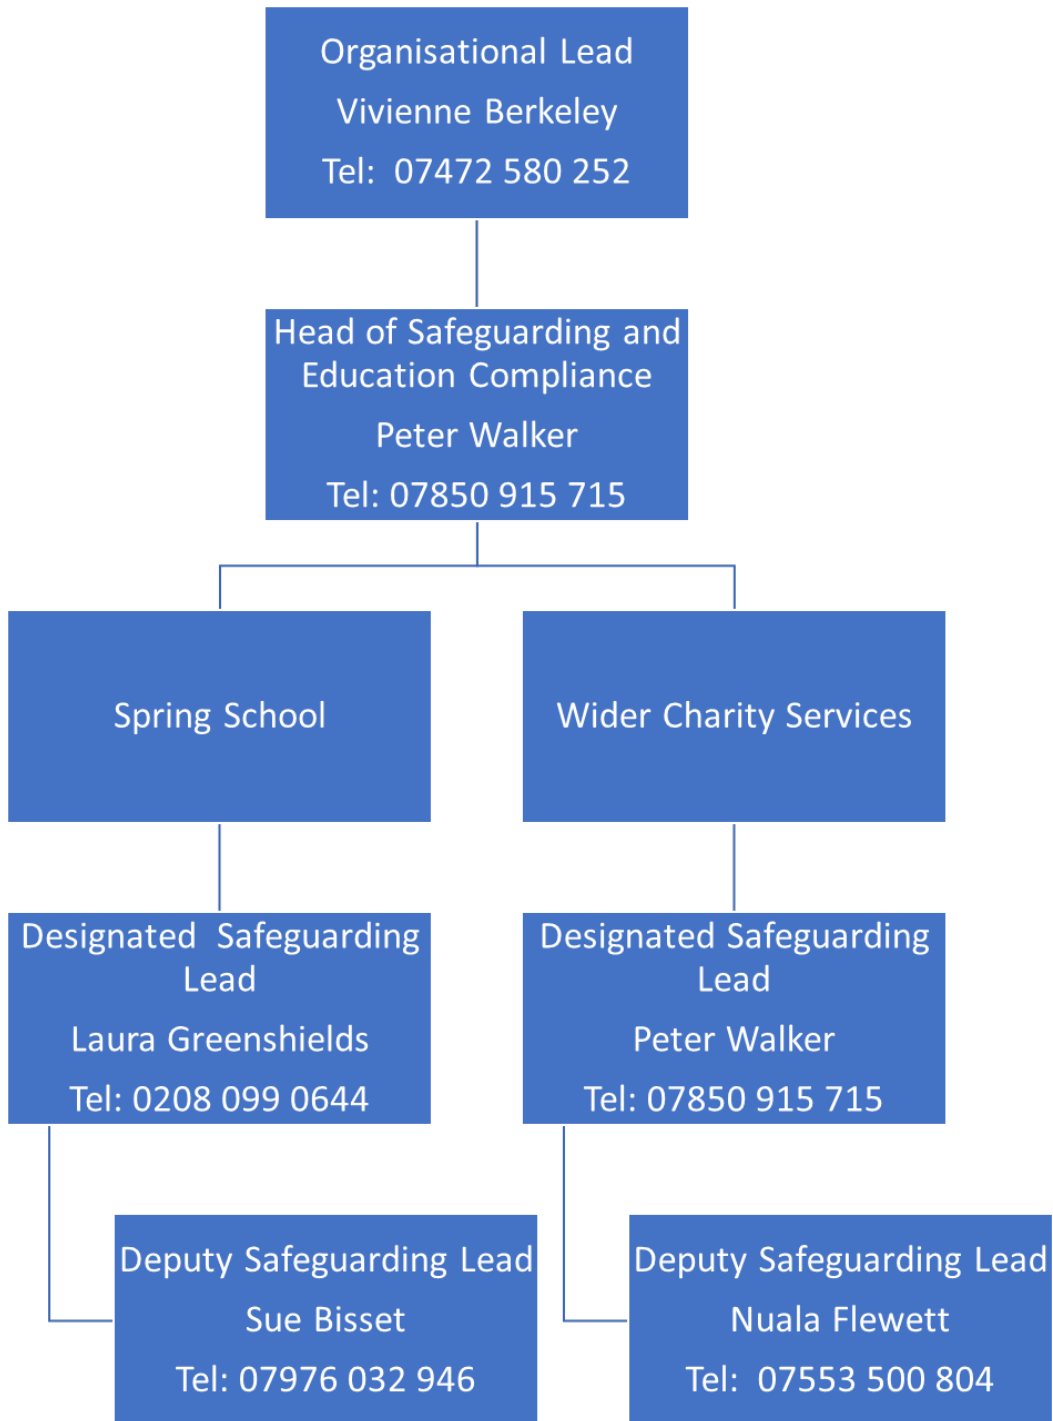 Organisational Lead
Vivienne Berkeley
Tel: 07472 580 252
Head of Safeguarding and
Education Compliance
Peter Walker
Tel: 07850 915 715
Spring School
Wider Charity Services
Designated Safeguarding
Lead
Laura Greenshields
Tel: 0208 099 0644
Designated Safeguarding
Lead
Peter Walker
Tel: 07850 915 715
Deputy Safeguarding Lead
Sue Bisset
Tel: 07976 032 946
Deputy Safeguarding Lead
Nuala Flewett
Tel: 07553 500 804